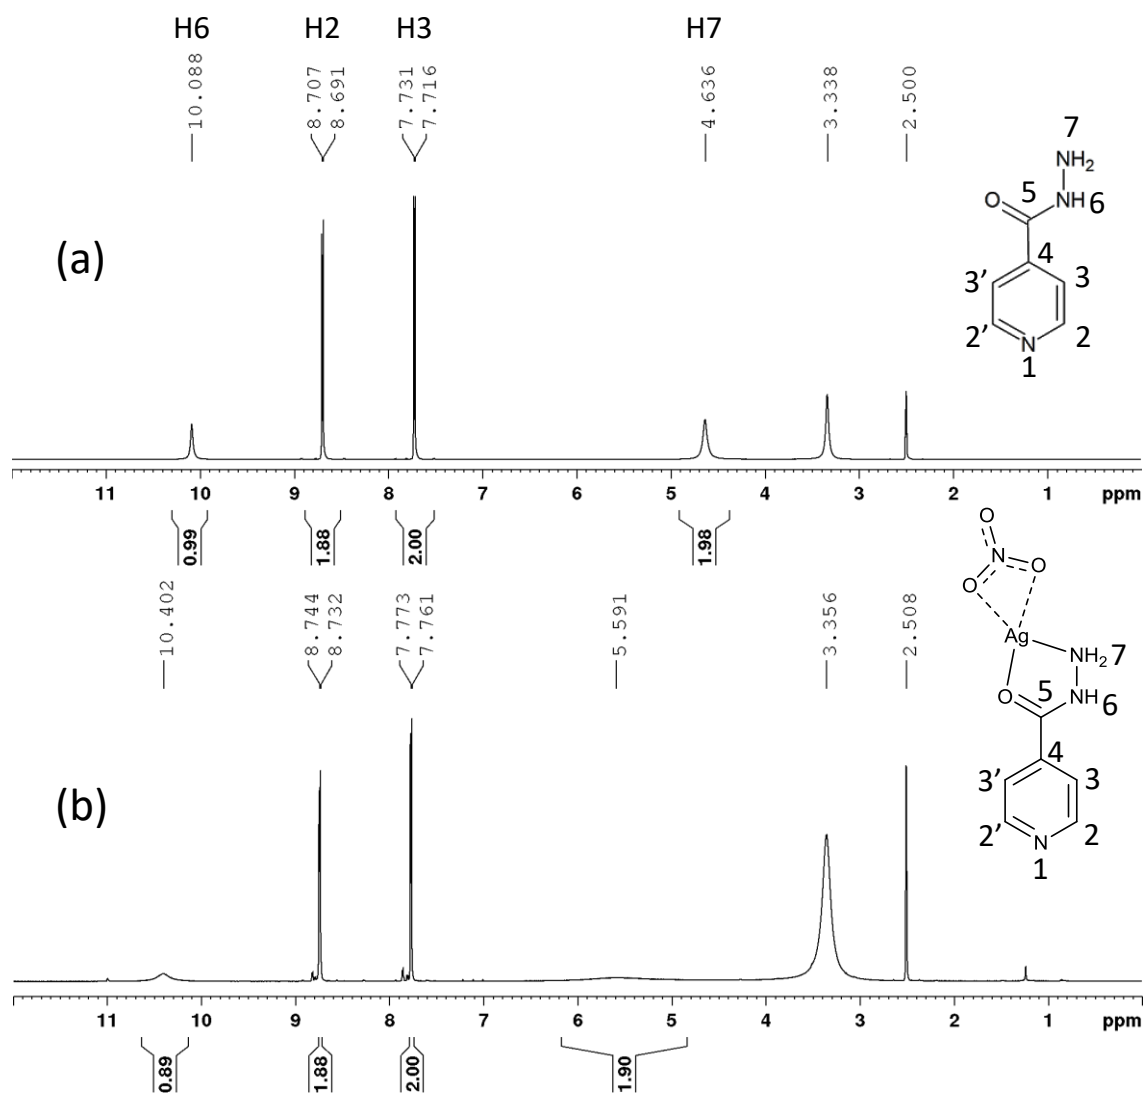 H6 H2 H3 H7
10.088 8.707 8.691 7.731 7.716 4.636 3.338 2.500
(a)
7
NH2
5
O NH 6
4
3' 3
2' 2
N
1
11 10 9 8 7 6 5 4 3 2 1 ppm
0.99 1.88 2.00 1.98
O
N
O O
10.402 8.744 8.732 7.773 7.761 5.591 3.356 2.508
Ag
NH2 7
5
O NH 6
4
(b)
3' 3
2' 2
N
1
11 10 9 8 7 6 5 4 3 2 1 ppm
0.89 1.88 2.00 1.90